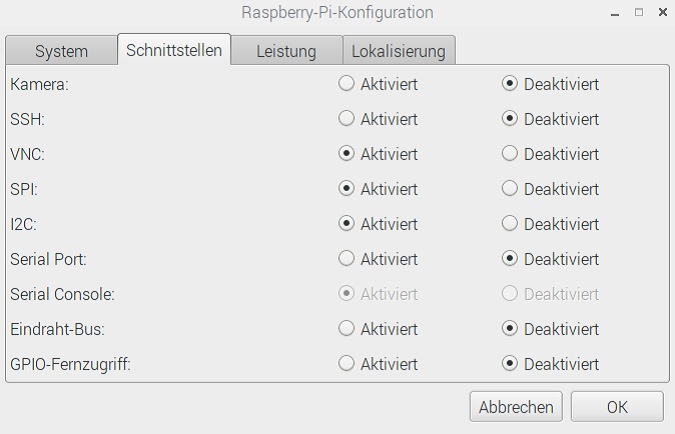 Raspberry-Pi-Konfiguration
System Schnittstellen Leistung Lokalisierung
Kamera: Aktiviert Deaktiviert
SSH: Aktiviert Deaktiviert
VNC: Aktiviert Deaktiviert
SPI: Aktiviert Deaktiviert
I2C: Aktiviert Deaktiviert
Serial Port: Aktiviert Deaktiviert
Serial Console: Aktiviert Deaktiviert
Eindraht-Bus: Aktiviert Deaktiviert
GPIO-Fernzugriff: Aktiviert Deaktiviert
Abbrechen OK